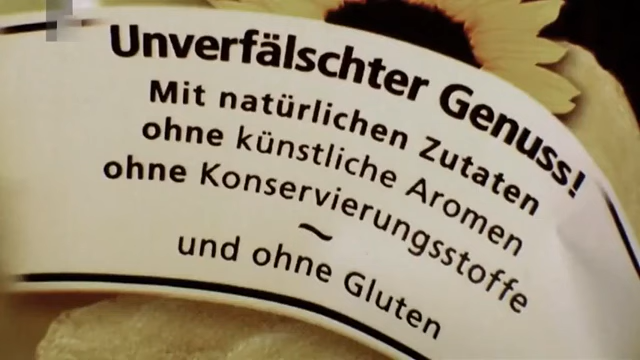 Unverfälschter Genuss!
Mit natürlichen Zutaten
ohne künstliche Aromen
ohne Konservierungsstoffe
~
und ohne Gluten